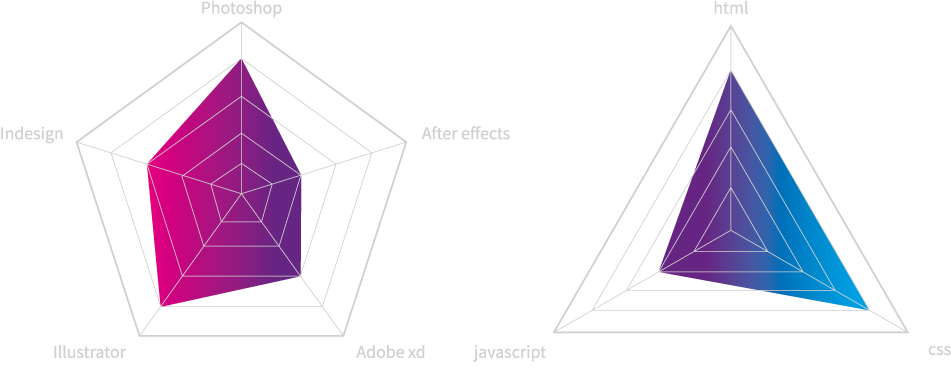 Photoshop
html
Indesign
After effects
Illustrator
Adobe xd
javascript
css